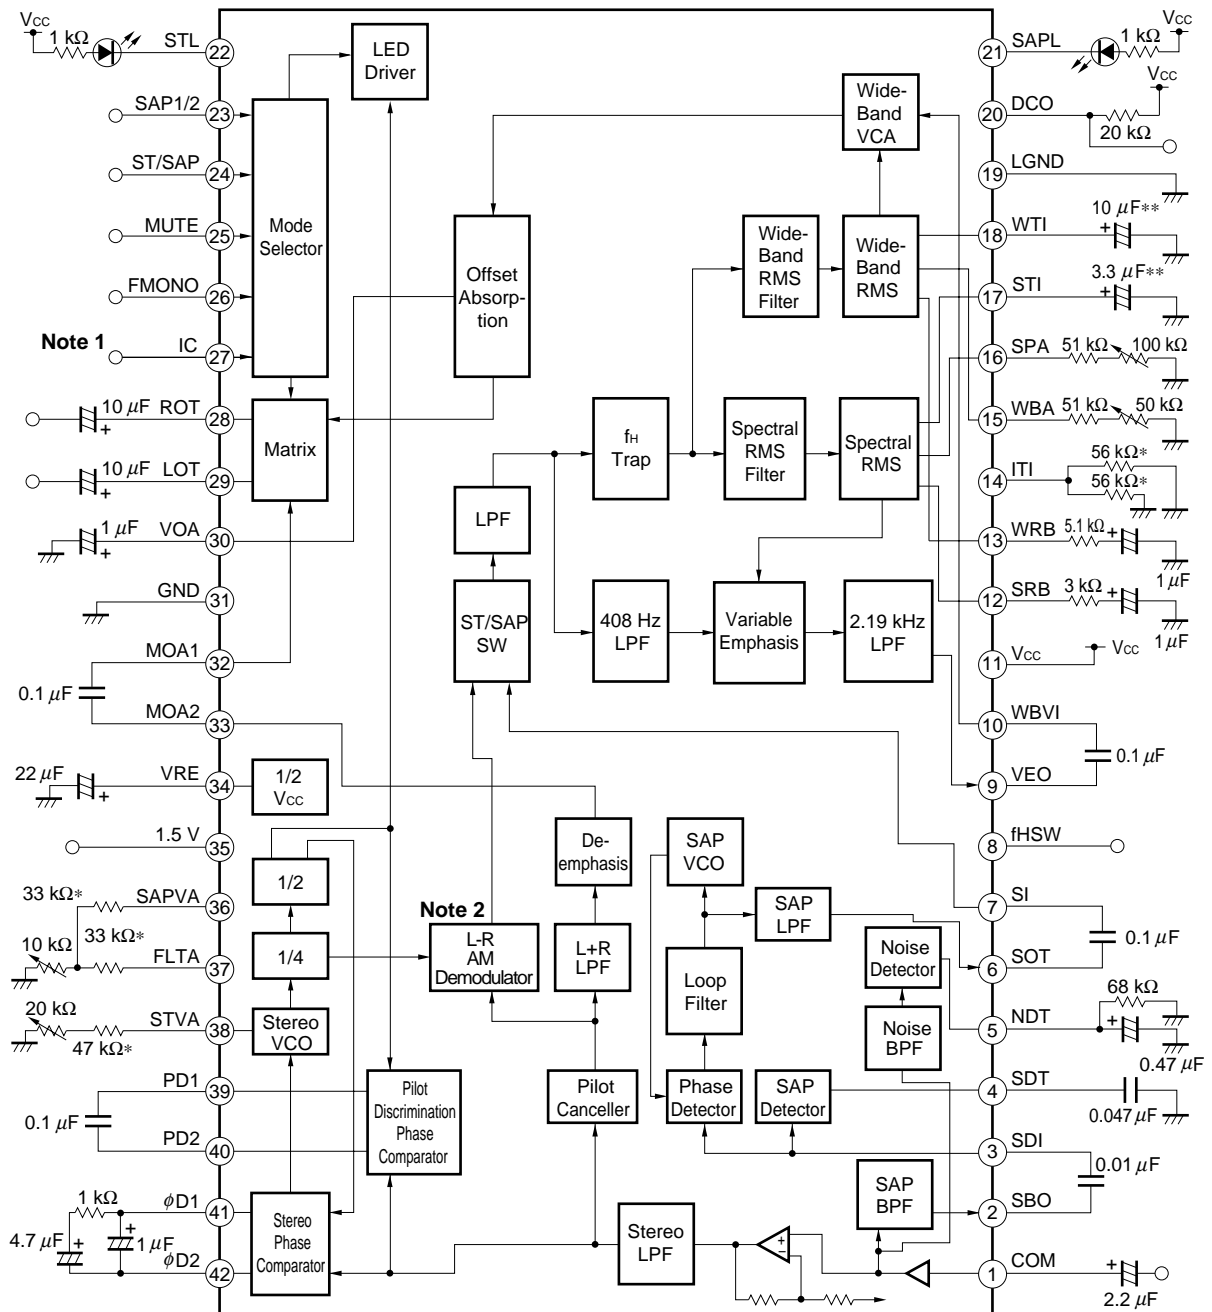 VCC
1 kΩ
STL
22
LED
Driver
21
SAPL
1 kΩ
VCC
SAP1/2
23
ST/SAP
24
MUTE
25
FMONO
26
Note 1
IC
27
Mode
Selector
Wide-
Band
VCA
20
DCO
VCC
20 kΩ
19
LGND
Offset
Absorp-
tion
Wide-
Band
RMS
Filter
Wide-
Band
RMS
18
WTI
10 μF**
+
17
STI
3.3 μF**
+
16
SPA
51 kΩ
100 kΩ
10 μF
+
ROT
28
Matrix
fH
Trap
Spectral
RMS
Filter
Spectral
RMS
15
WBA
51 kΩ
50 kΩ
10 μF
+
LOT
29
14
ITI
56 kΩ*
56 kΩ*
1 μF
+
VOA
30
LPF
13
WRB
5.1 kΩ
+
1 μF
GND
31
ST/SAP
SW
408 Hz
LPF
Variable
Emphasis
2.19 kHz
LPF
12
SRB
3 kΩ
+
1 μF
MOA1
32
0.1 μF
MOA2
33
11
VCC
VCC
10
WBVI
0.1 μF
9
VEO
22 μF
+
VRE
34
1/2
VCC
1.5 V
35
8
fHSW
De-
emphasis
SAP
VCO
1/2
33 kΩ*
SAPVA
36
10 kΩ
33 kΩ*
FLTA
37
1/4
Note 2
L-R
AM
Demodulator
L+R
LPF
Loop
Filter
SAP
LPF
Noise
Detector
7
SI
0.1 μF
6
SOT
20 kΩ
47 kΩ*
STVA
38
Stereo
VCO
Noise
BPF
5
NDT
68 kΩ
+
0.47 μF
PD1
39
0.1 μF
PD2
40
Pilot
Discrimination
Phase
Comparator
Pilot
Canceller
Phase
Detector
SAP
Detector
4
SDT
0.047 μF
3
SDI
0.01 μF
2
SBO
1 kΩ
φD1
41
4.7 μF
+
+
1 μF
φD2
42
Stereo
Phase
Comparator
Stereo
LPF
+
−
SAP
BPF
1
COM
+
2.2 μF